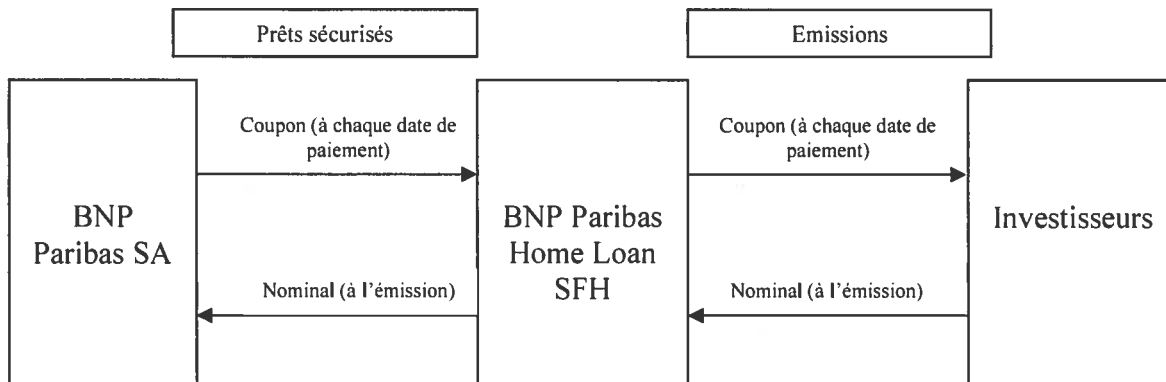 Prêts sécurisés
Emissions
Coupon (à chaque date de
paiement)
Coupon (à chaque date de
paiement)
BNP
Paribas SA
BNP Paribas
Home Loan
SFH
Investisseurs
Nominal (à l'émission)
Nominal (à l'émission)